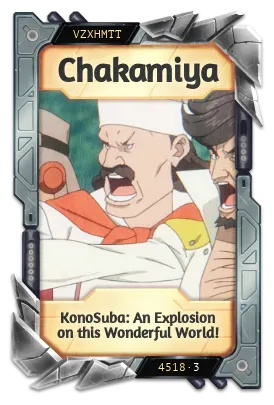 VZXHMTT
Chakamiya
KonoSuba: An Explosion
on this Wonderful World!
4518·3